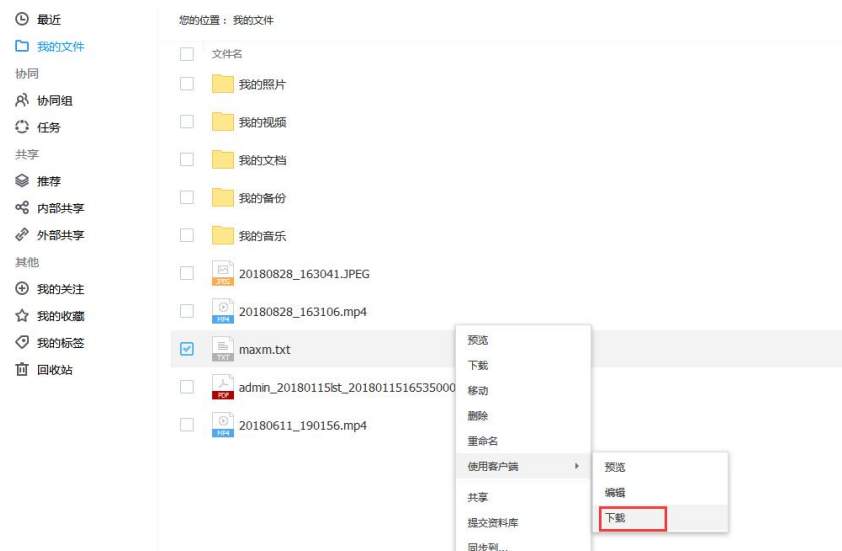 最近
我的文件
协同
协同组
任务
共享
推荐
内部共享
外部共享
其他
我的关注
我的收藏
我的标签
回收站
您的位置： 我的文件
文件名
我的照片
我的视频
我的文档
我的备份
我的音乐
JPEG 20180828_163041.JPEG
MP4 20180828_163106.mp4
TXT maxm.txt
PDF admin_20180115lst_2018011516535000
MP4 20180611_190156.mp4
预览
下载
移动
删除
重命名
使用客户端
共享
提交资料库
同步到...
预览
编辑
下载